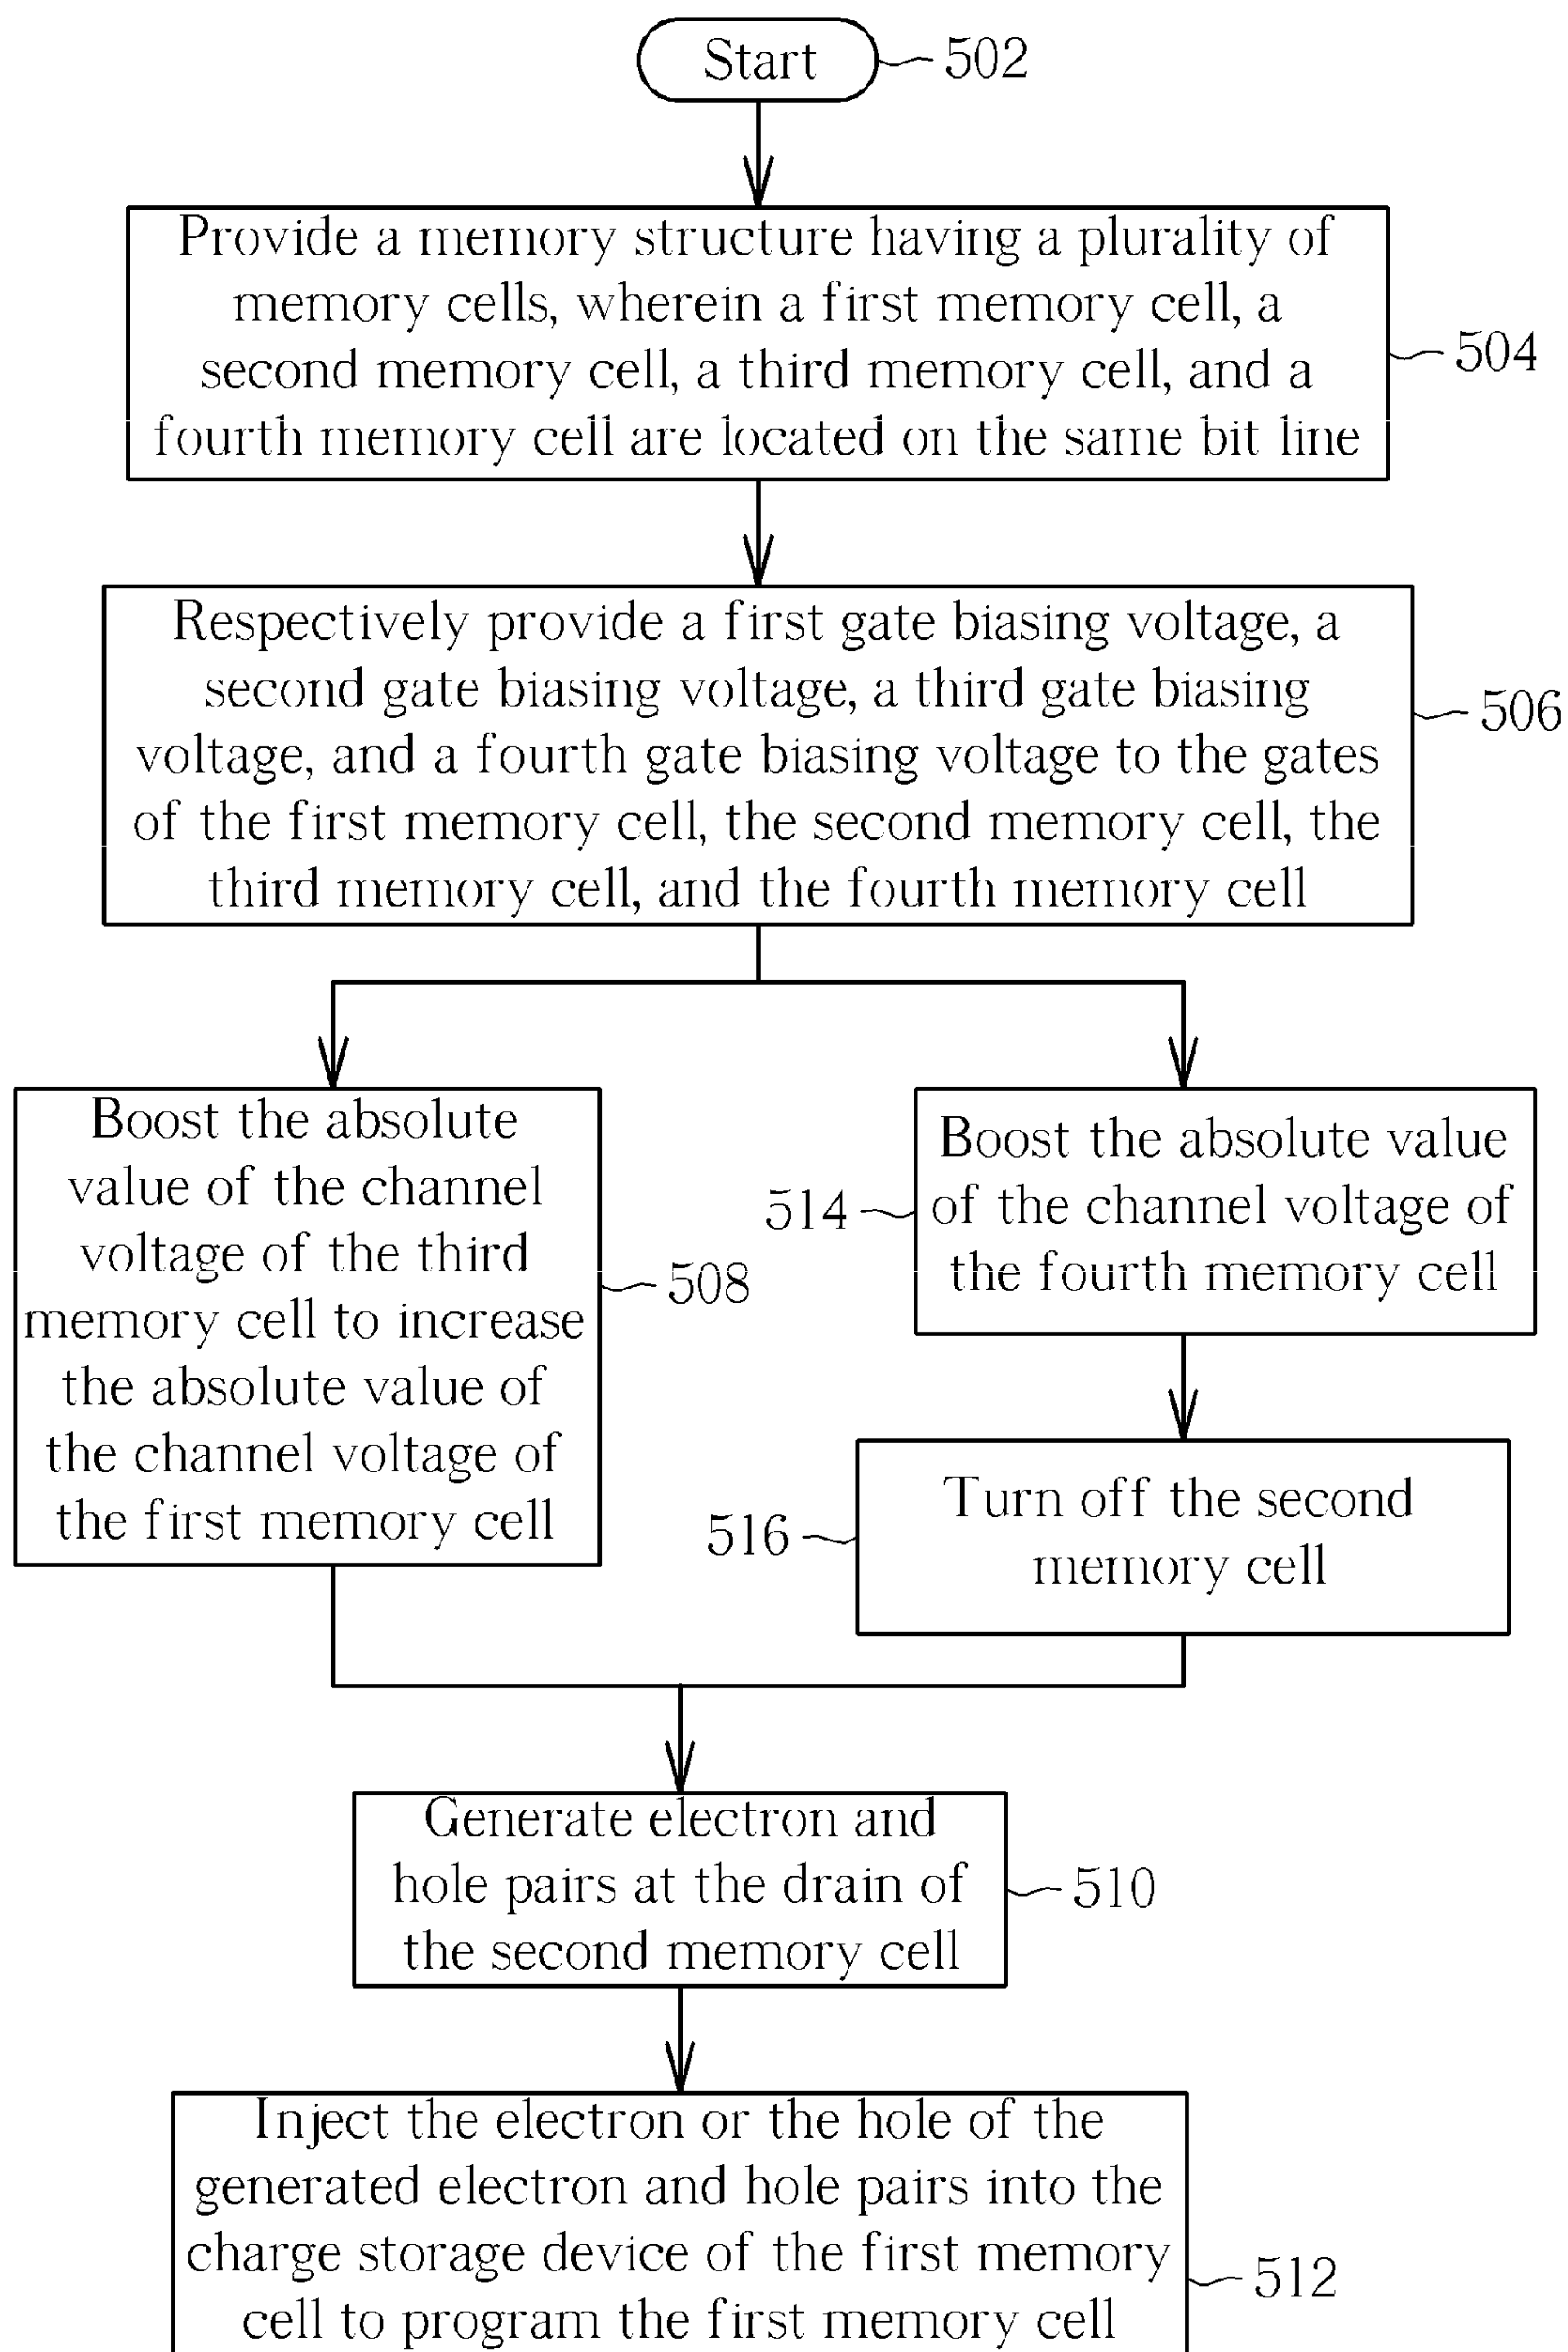 Start
502
Provide a memory structure having a plurality of
memory cells, wherein a first memory cell, a
second memory cell, a third memory cell, and a
fourth memory cell are located on the same bit line
504
Respectively provide a first gate biasing voltage, a
second gate biasing voltage, a third gate biasing
voltage, and a fourth gate biasing voltage to the gates
of the first memory cell, the second memory cell, the
third memory cell, and the fourth memory cell
506
Boost the absolute
value of the channel
voltage of the third
memory cell to increase
the absolute value of
the channel voltage of
the first memory cell
508
Boost the absolute value
of the channel voltage of
the fourth memory cell
514
Turn off the second
memory cell
516
Generate electron and
hole pairs at the drain of
the second memory cell
510
Inject the electron or the hole of the
generated electron and hole pairs into the
charge storage device of the first memory
cell to program the first memory cell
512